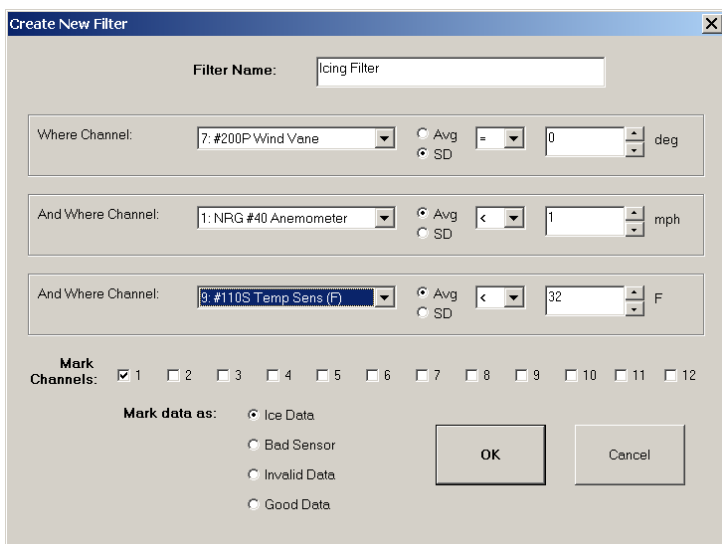 Create New Filter
Filter Name: Icing Filter
Where Channel: 7: #200P Wind Vane Avg = 0 deg
SD
And Where Channel: 1: NRG #40 Anemometer Avg < 1 mph
SD
And Where Channel: 9: #110S Temp Sens (F) Avg < 32 F
SD
Mark Channels: 1 2 3 4 5 6 7 8 9 10 11 12
Mark data as: Ice Data
Bad Sensor
Invalid Data
Good Data
OK Cancel